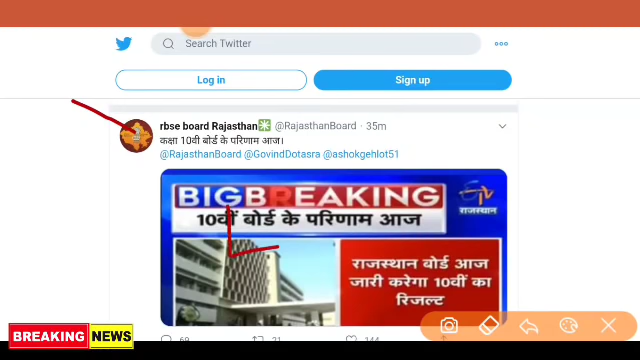 Search Twitter
Log in
Sign up
rbse board Rajasthan✳️ @RajasthanBoard · 35m
कक्षा 10वी बोर्ड के परिणाम आज।
@RajasthanBoard @GovindDotasra @ashokgehlot51
BIGBREAKING
10वीं बोर्ड के परिणाम आज
राजस्थान
राजस्थान बोर्ड आज
जारी करेगा 10वीं का
रिजल्ट
BREAKING NEWS